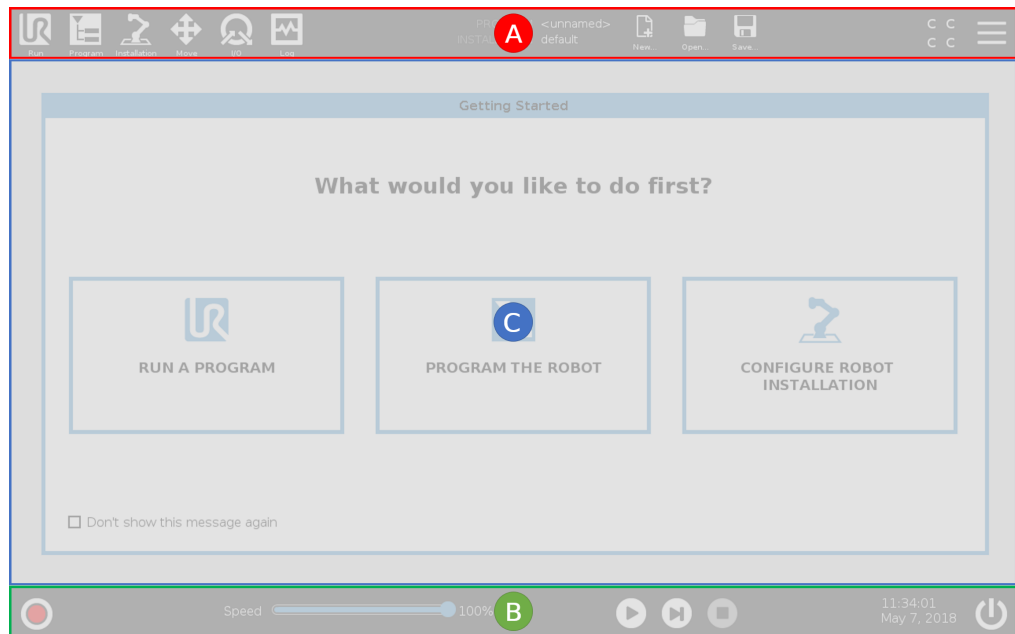 Run
Program
Installation
Move
I/O
Log
PR
<unnamed>
INSTAL
default
A
New...
Open...
Save...
C C
C C
Getting Started
What would you like to do first?
RUN A PROGRAM
C
PROGRAM THE ROBOT
CONFIGURE ROBOT
INSTALLATION
Don't show this message again
Speed
100%
B
11:34:01
May 7, 2018